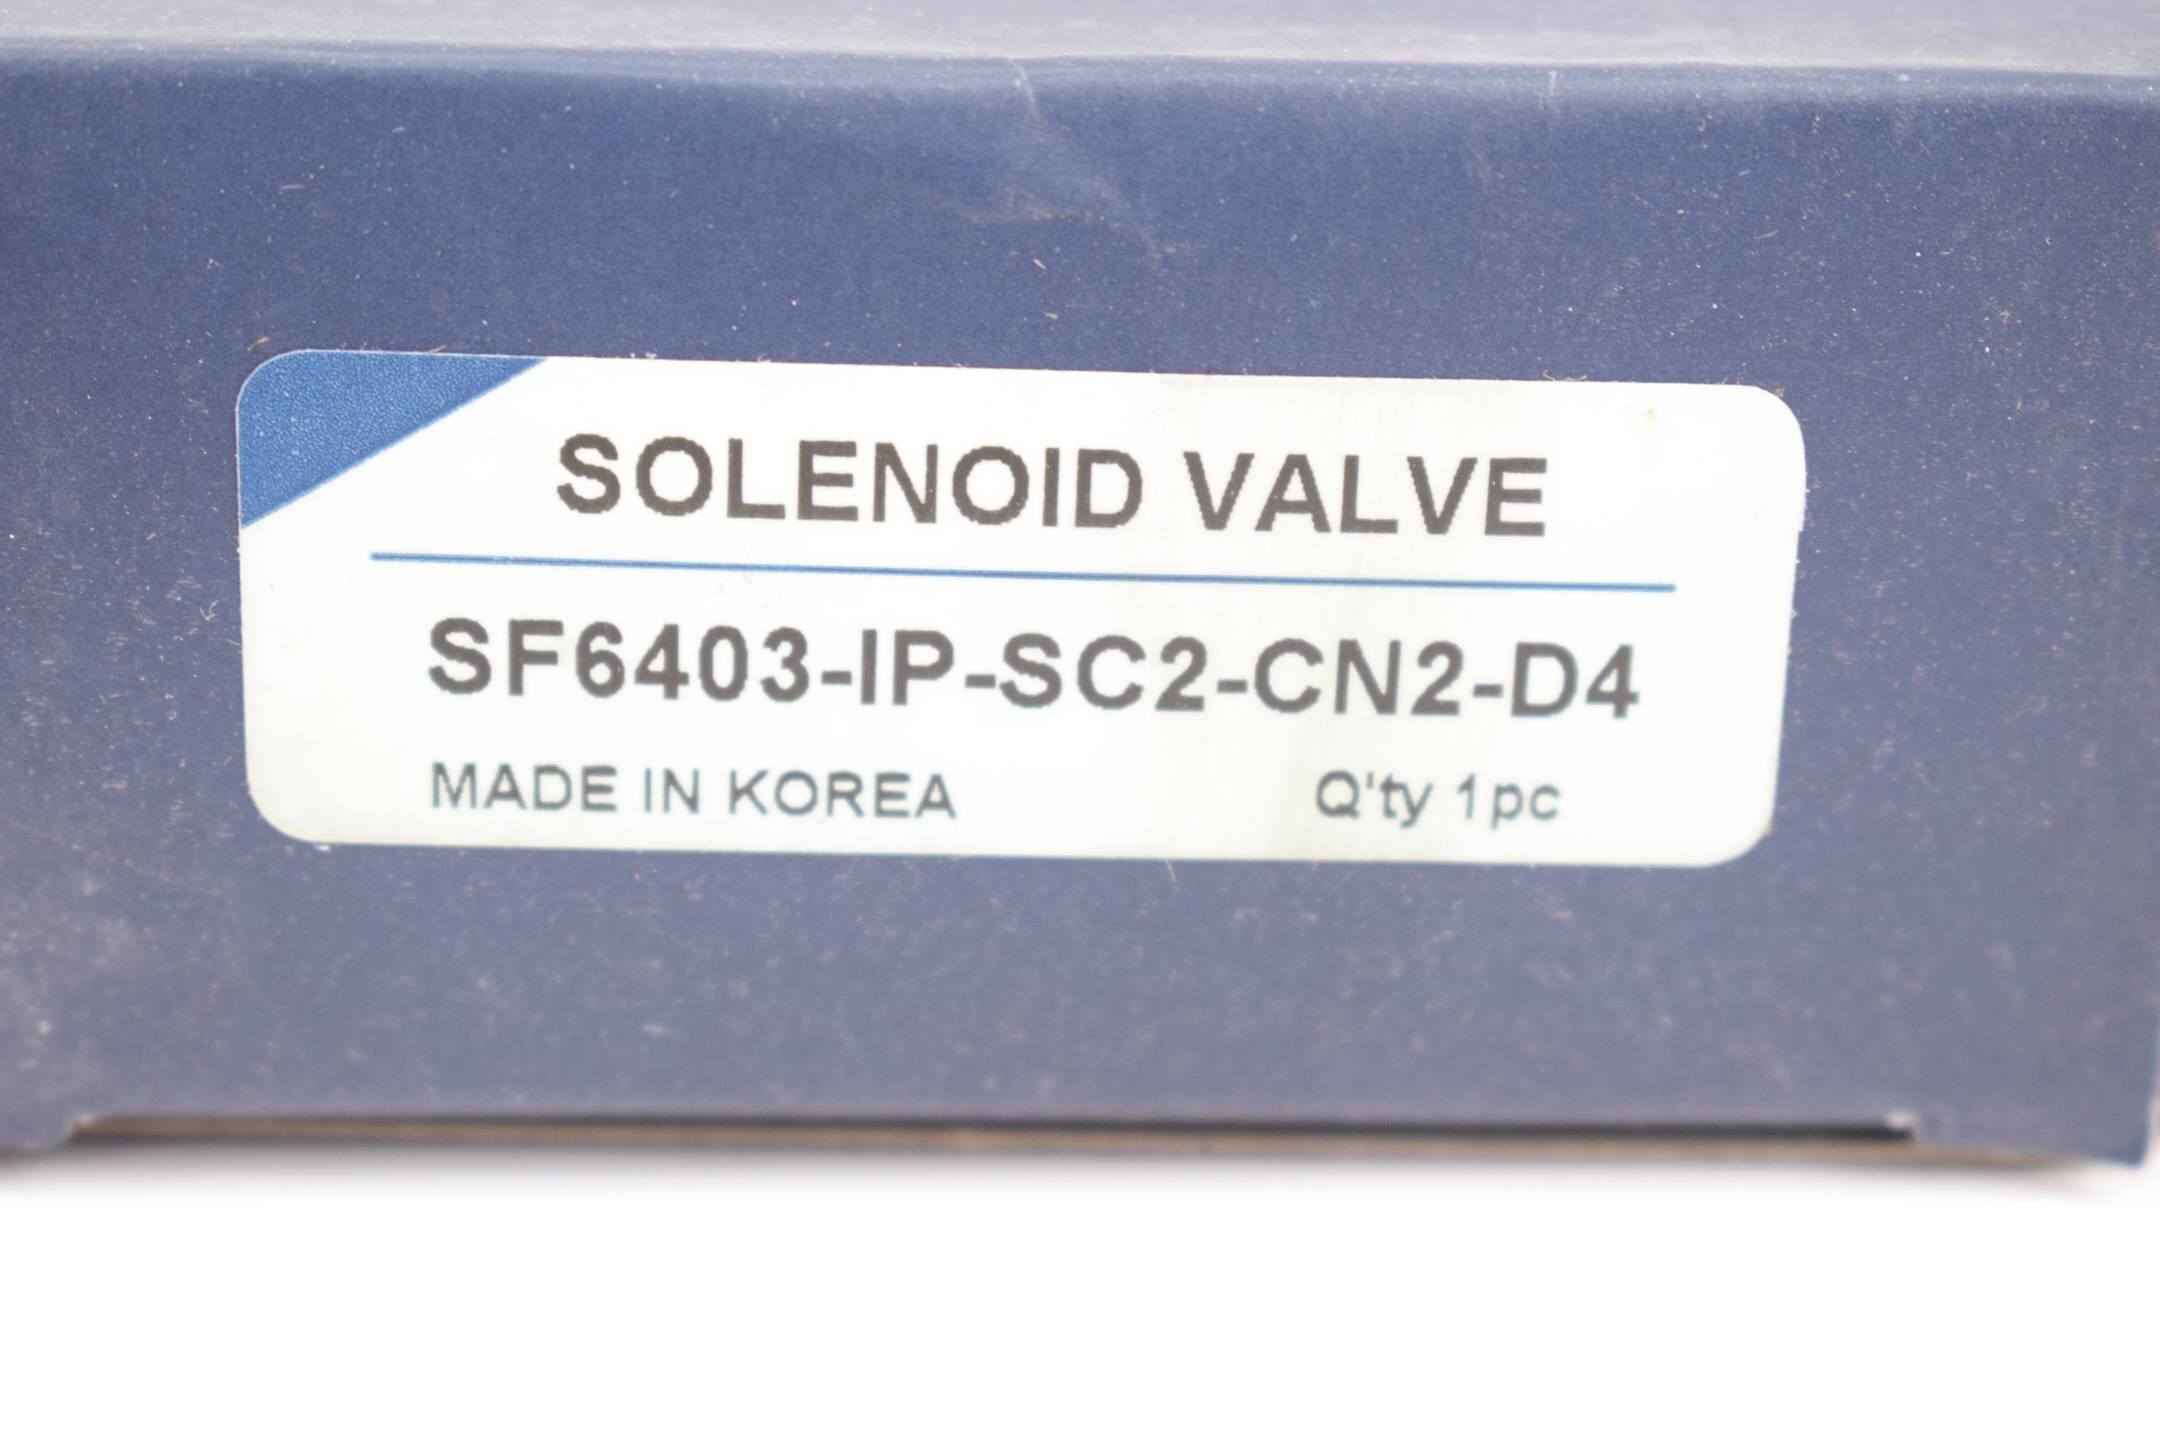 SOLENOID VALVE
SF6403-IP-SC2-CN2-D4
MADE IN KOREA Q'ty 1pc